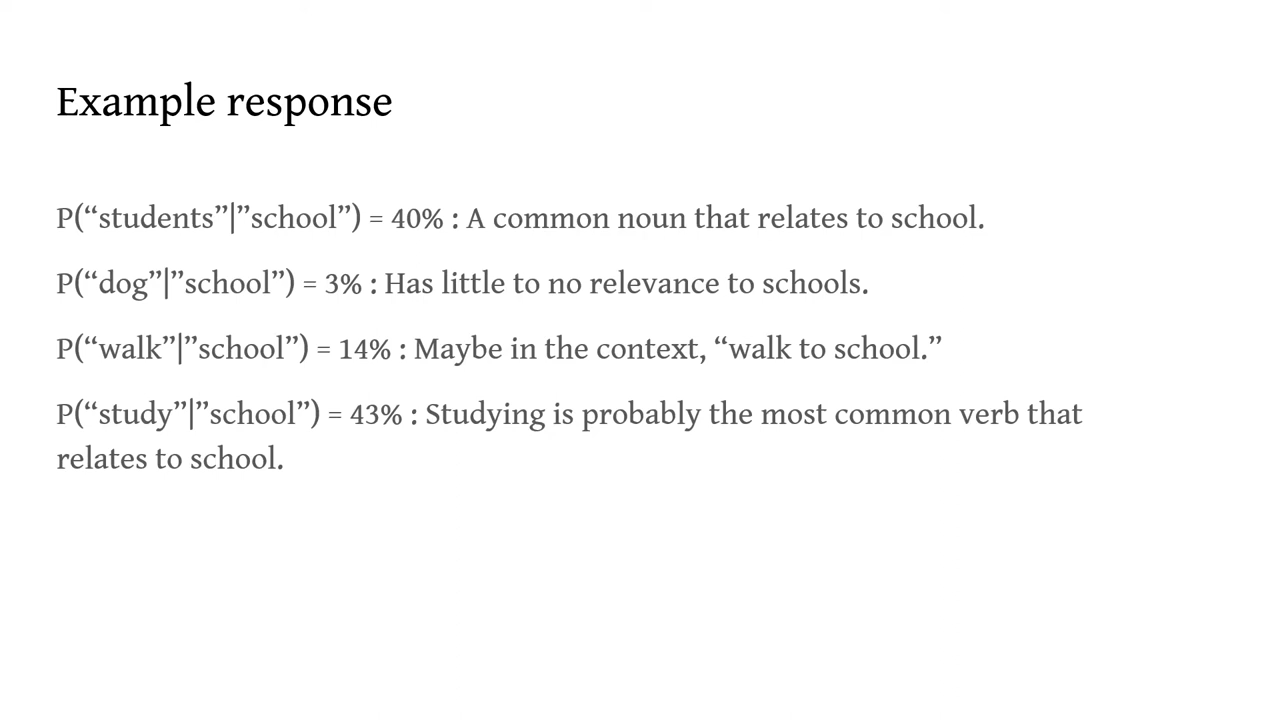 Example response
P(“students”|”school”) = 40% : A common noun that relates to school.
P(“dog”|”school”) = 3% : Has little to no relevance to schools.
P(“walk”|”school”) = 14% : Maybe in the context, “walk to school.”
P(“study”|”school”) = 43% : Studying is probably the most common verb that
relates to school.